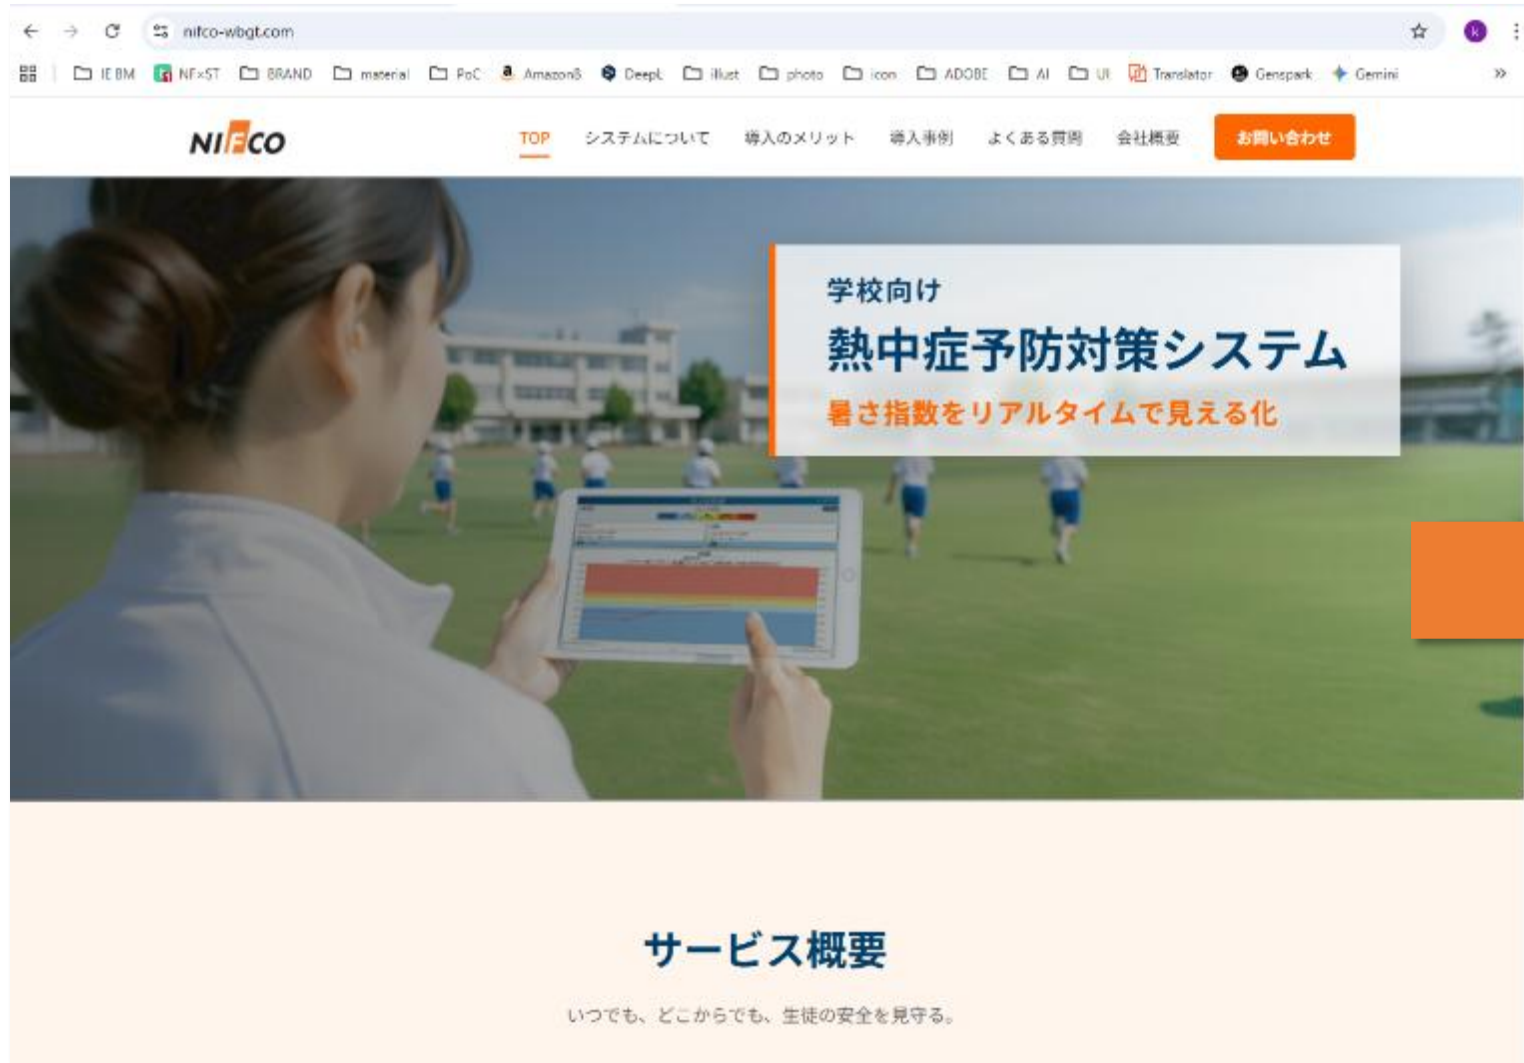 nifco-wbgt.com
IE BM NF×ST BRAND material PoC DeepL illust photo icon ADOBE AI UI Translator Genspark Gemini
NIFCO TOP システムについて 導入のメリット 導入事例 よくある質問 会社概要 お問い合わせ
学校向け
熱中症予防対策システム
暑さ指数をリアルタイムで見える化
サービス概要
いつでも、どこからでも、生徒の安全を見守る。